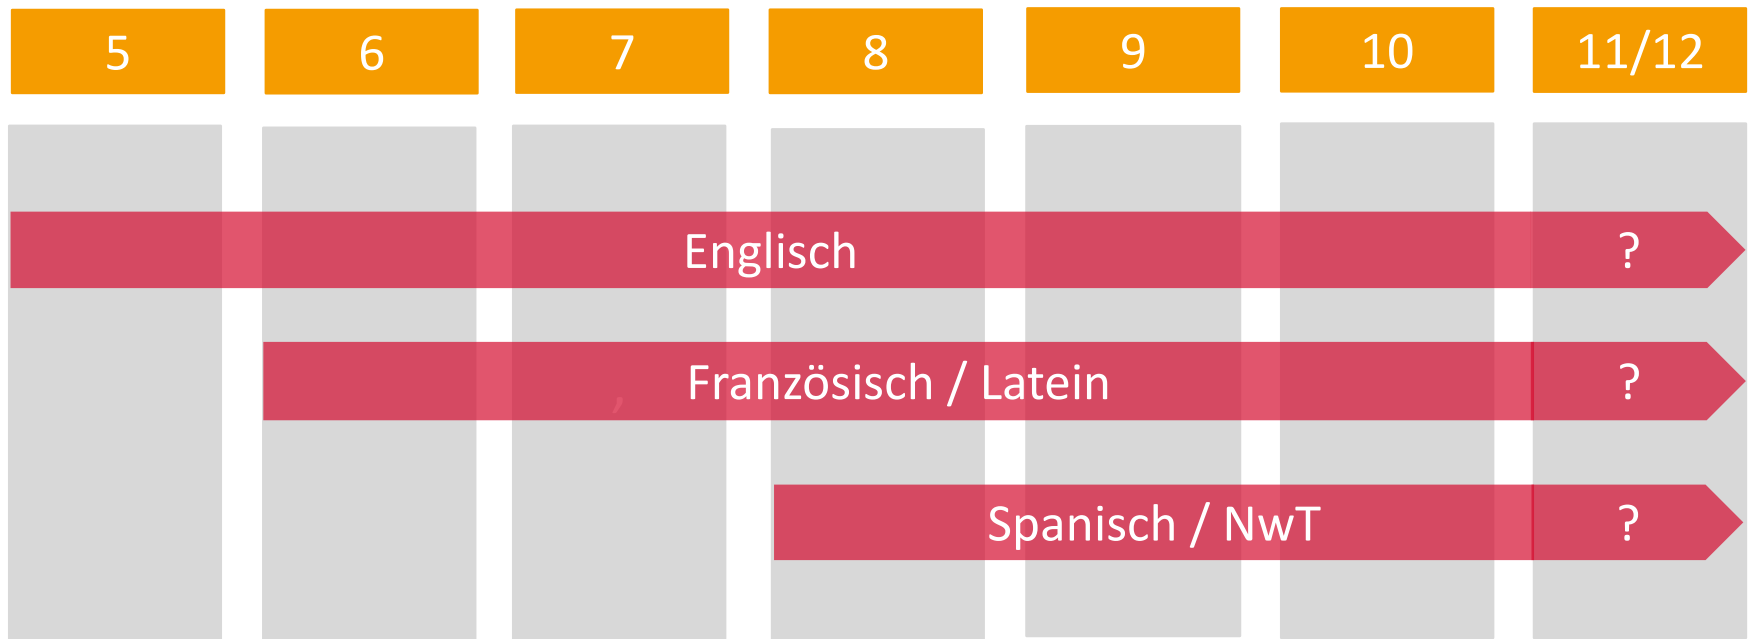 5 6 7 8 9 10 11/12
Englisch ?
, Französisch / Latein ?
Spanisch / NwT ?